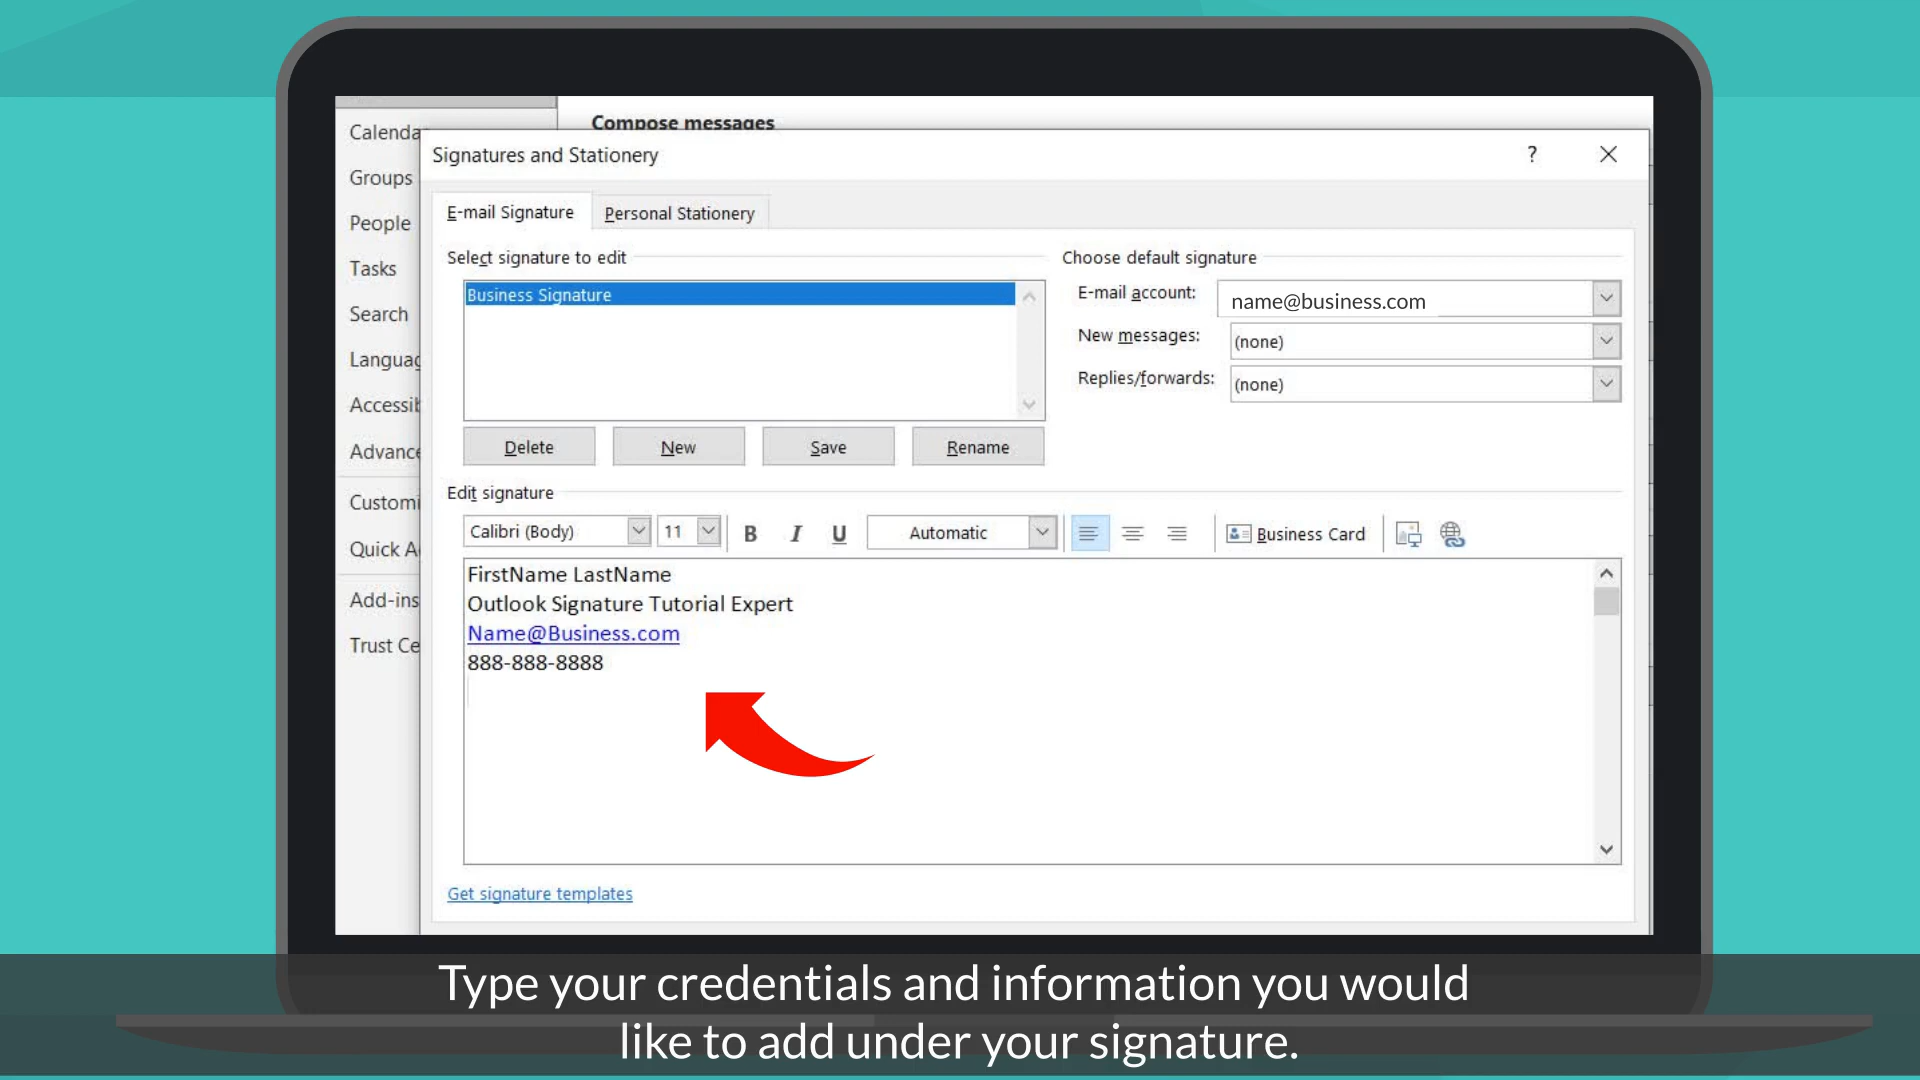 Calenda
Compose messages
Signatures and Stationery
?
Groups
E-mail Signature
Personal Stationery
People
Select signature to edit
Choose default signature
Tasks
Business Signature
E-mail account:
name@business.com
Search
New messages:
(none)
Languag
Replies/forwards:
(none)
Accessib
Delete
New
Save
Rename
Advance
Edit signature
Customi
Calibri (Body)
11
B
I
U
Automatic
Business Card
Quick A
FirstName LastName
Add-ins
Outlook Signature Tutorial Expert
Name@Business.com
Trust Ce
888-888-8888
Get signature templates
Type your credentials and information you would
like to add under your signature.